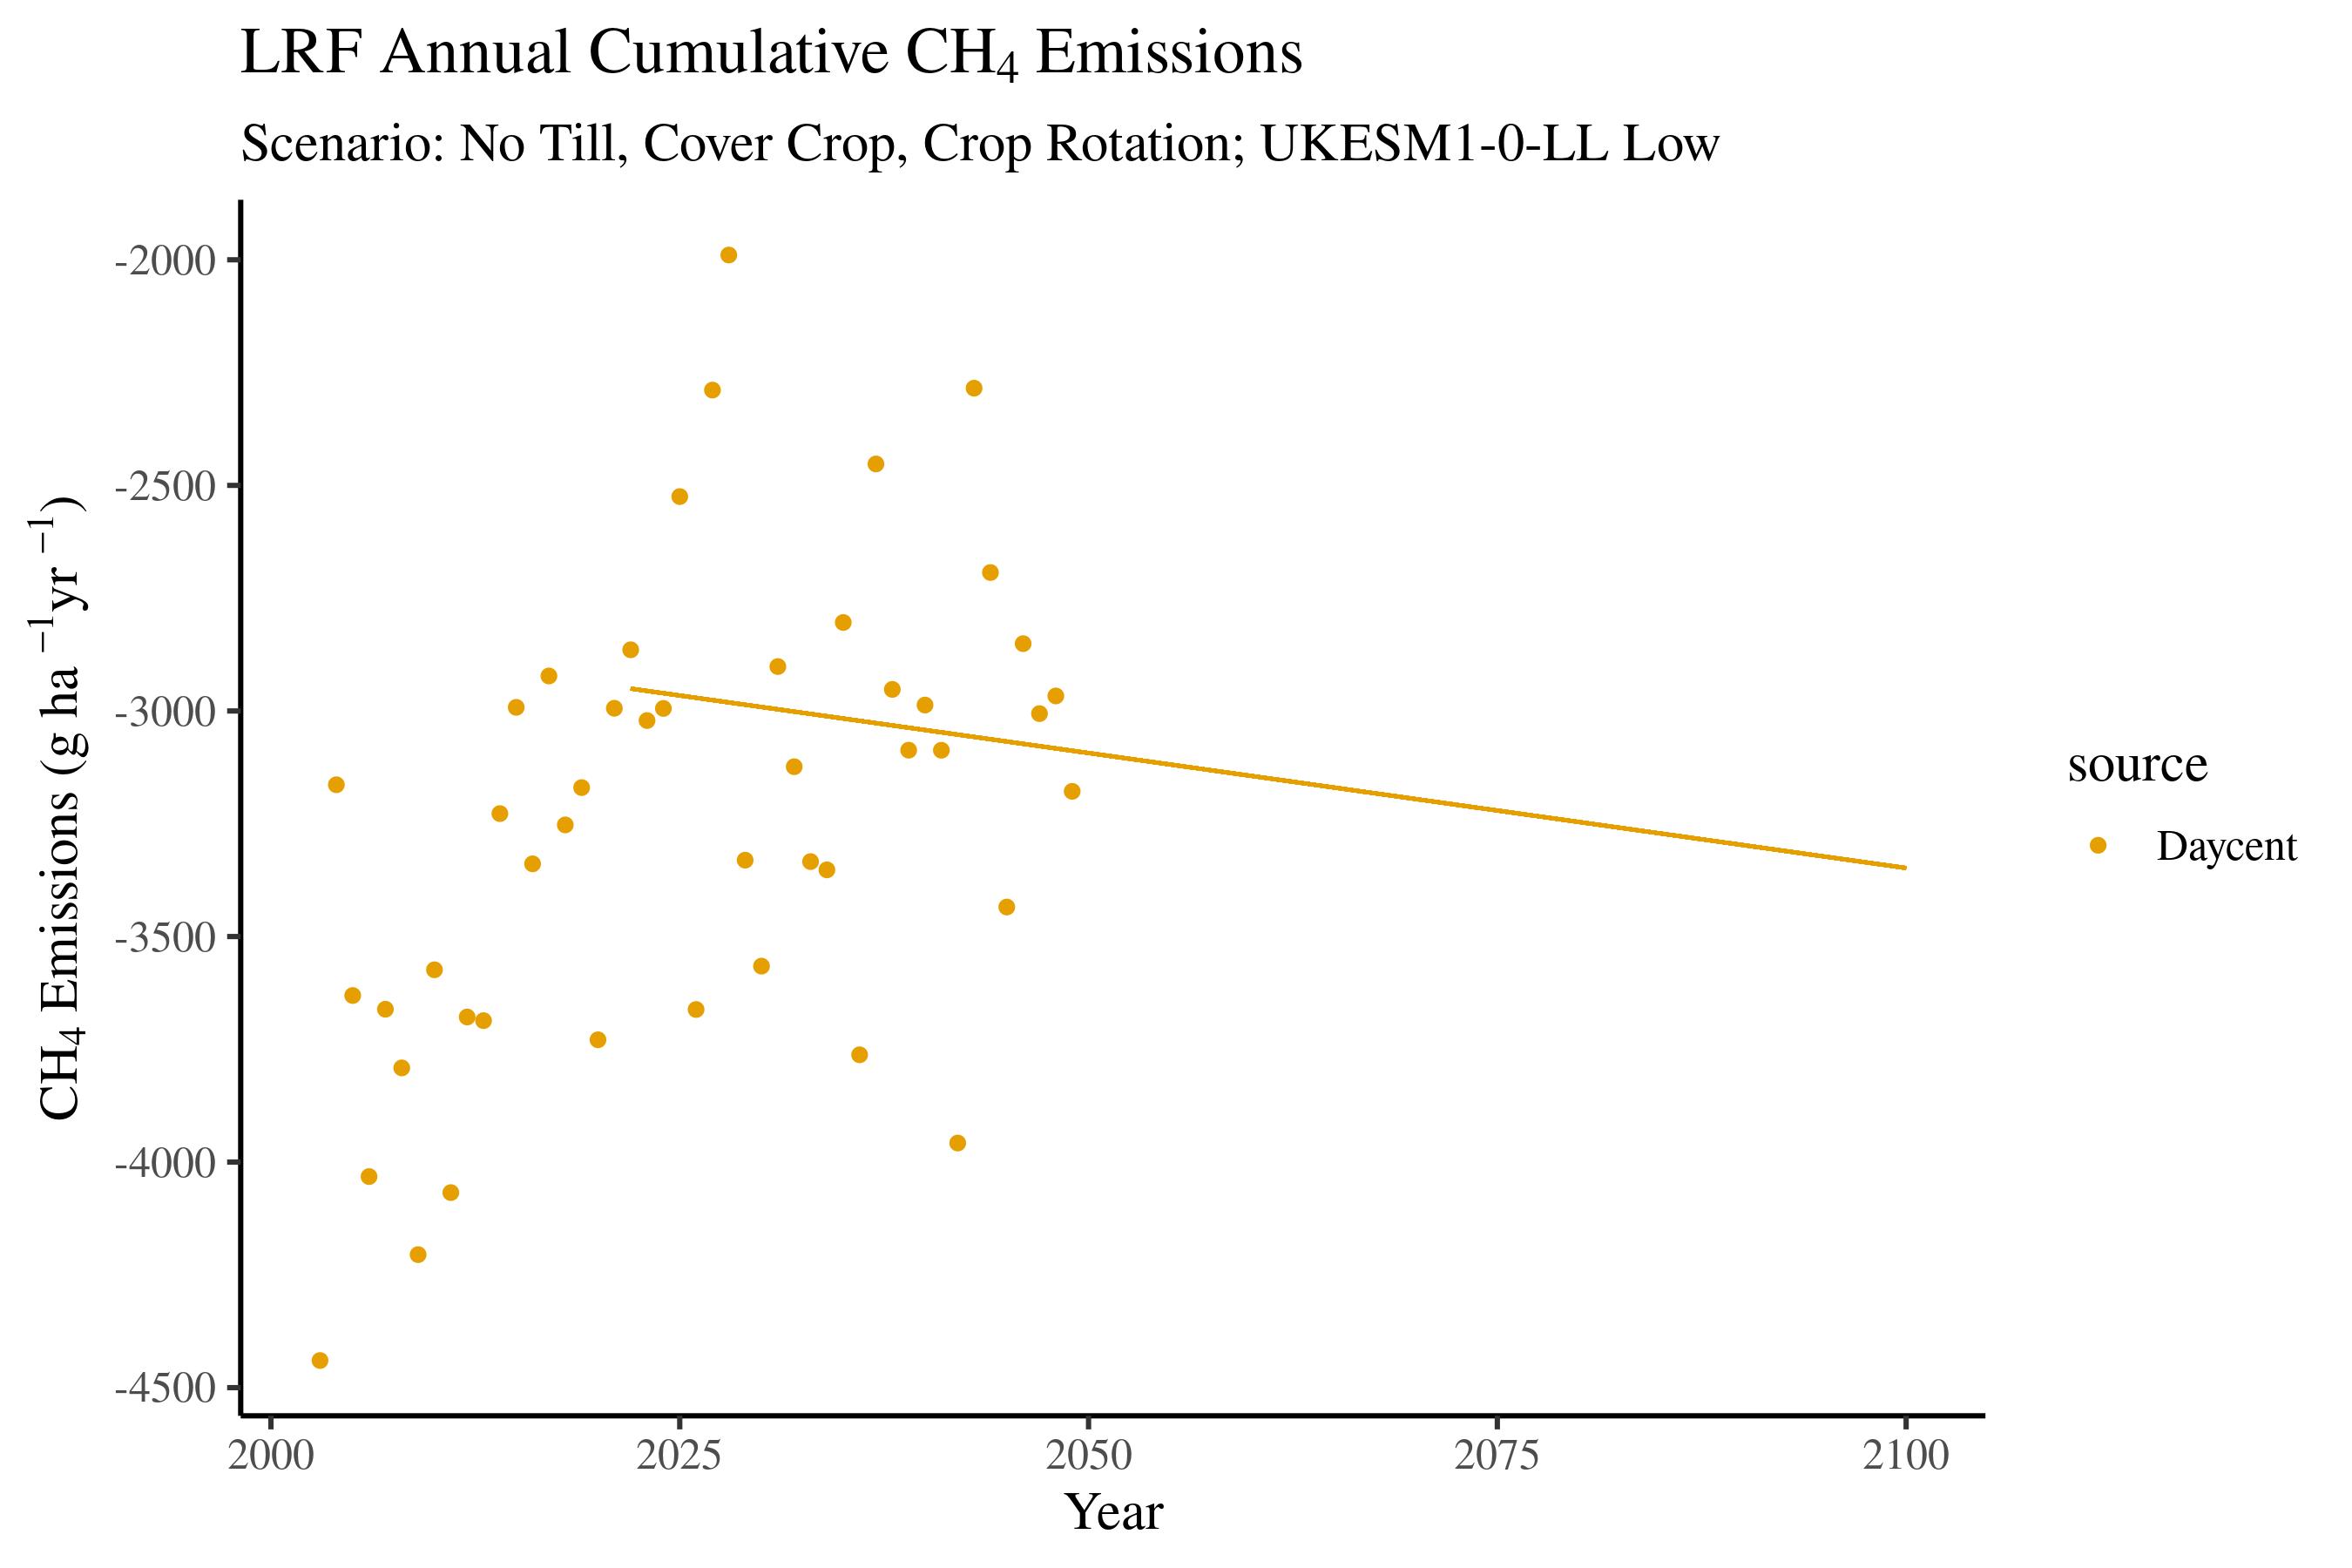 LRF Annual Cumulative CH₄ Emissions
Scenario: No Till, Cover Crop, Crop Rotation; UKESM1-0-LL Low
CH₄ Emissions (g ha⁻¹yr⁻¹)
-2000
-2500
-3000
-3500
-4000
-4500
2000 2025 2050 2075 2100
Year
source
Daycent